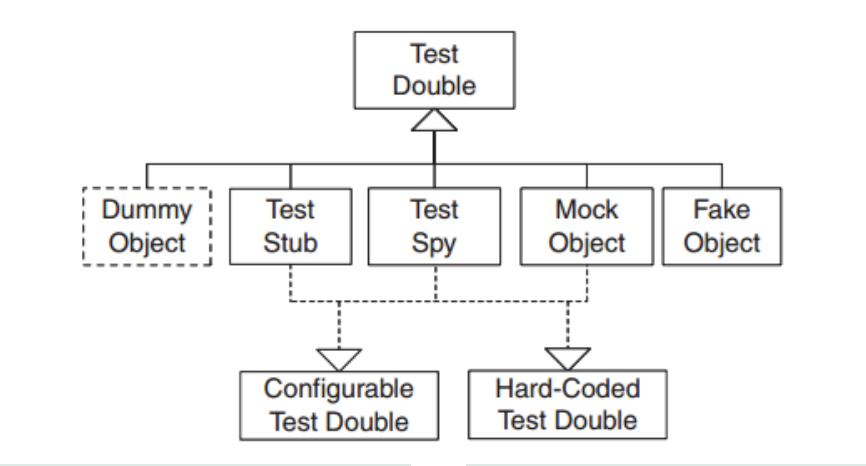 Test
Double
Dummy
Object
Test
Stub
Test
Spy
Mock
Object
Fake
Object
Configurable
Test Double
Hard-Coded
Test Double